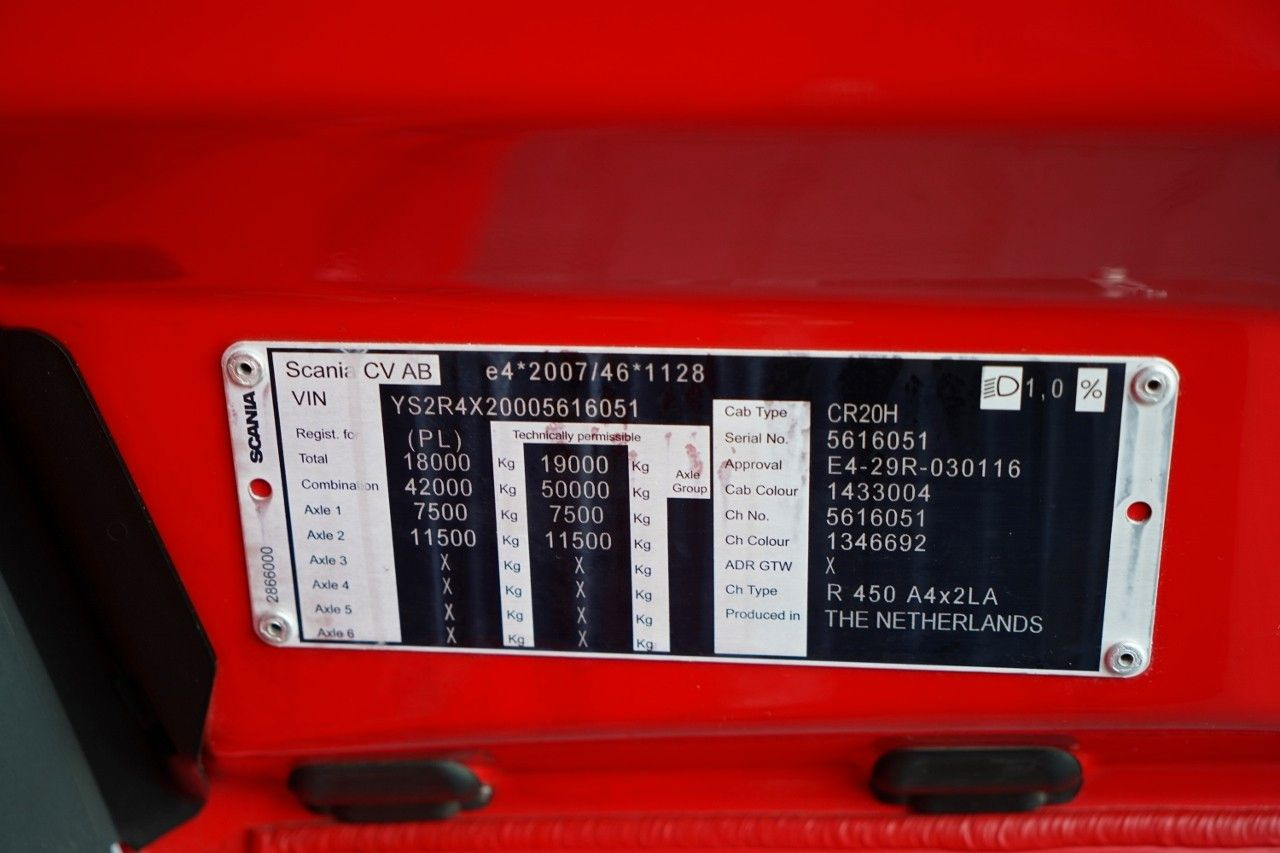 Scania CV AB e4*2007/46*1128 1,0 %
VIN YS2R4X20005616051
Regist. for (PL) Technically permissible
Total 18000 Kg 19000 Kg Axle Group
Combination 42000 Kg 50000 Kg
Axle 1 7500 Kg 7500 Kg
Axle 2 11500 Kg 11500 Kg
Axle 3 X Kg X Kg
Axle 4 X Kg X Kg
Axle 5 X Kg X Kg
Axle 6 X Kg X Kg
Cab Type CR20H
Serial No. 5616051
Approval E4-29R-030116
Cab Colour 1433004
Ch No. 5616051
Ch Colour 1346692
ADR GTW X
Ch Type R 450 A4x2LA
Produced in THE NETHERLANDS
SCANIA
2866000